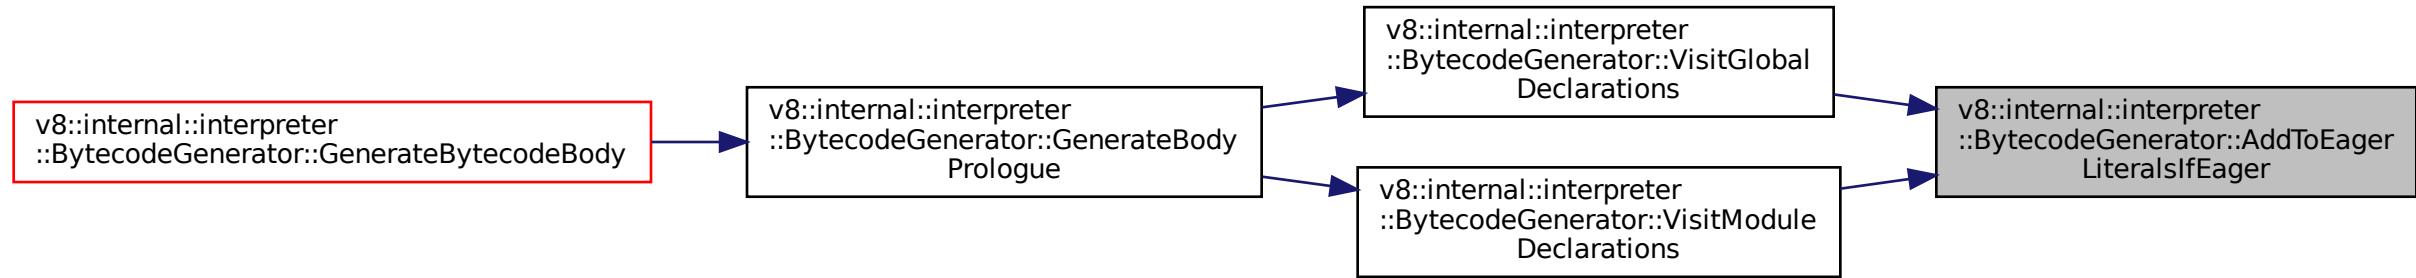 v8::internal::interpreter
::BytecodeGenerator::GenerateBytecodeBody
v8::internal::interpreter
::BytecodeGenerator::GenerateBody
Prologue
v8::internal::interpreter
::BytecodeGenerator::VisitGlobal
Declarations
v8::internal::interpreter
::BytecodeGenerator::VisitModule
Declarations
v8::internal::interpreter
::BytecodeGenerator::AddToEager
LiteralsIfEager